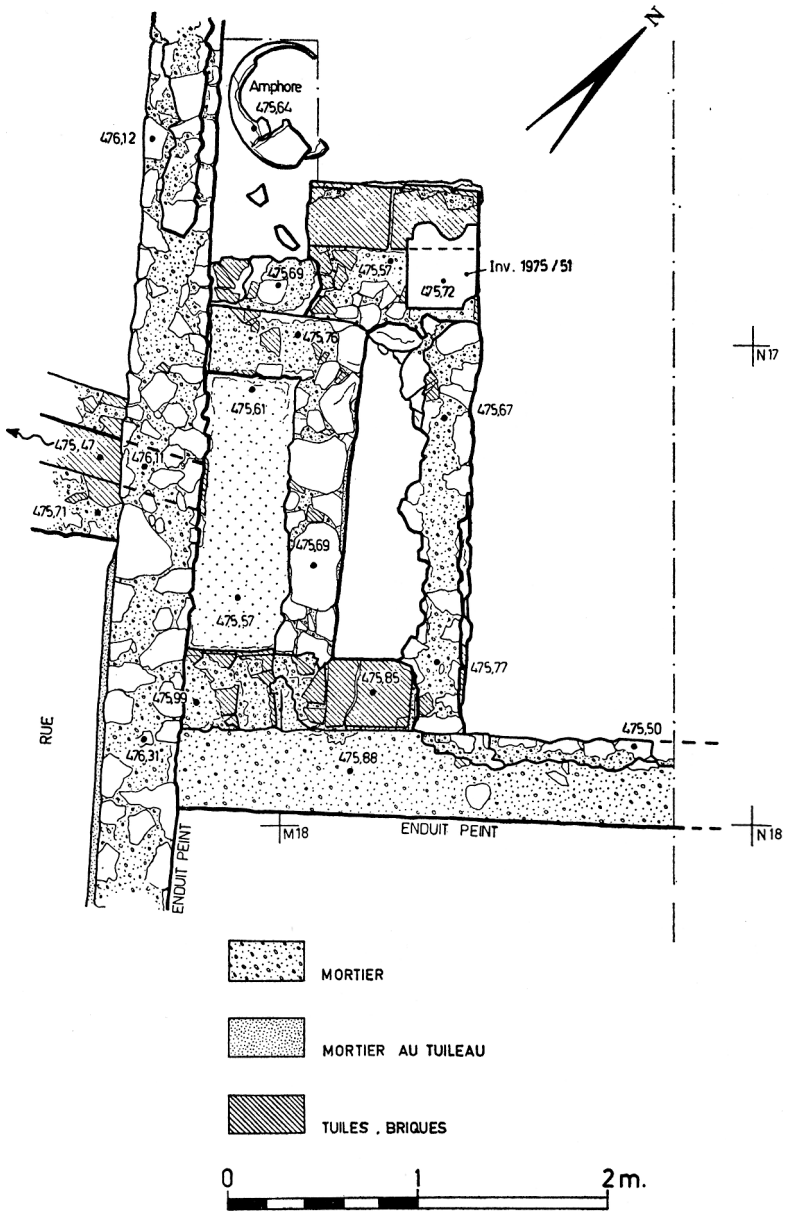 N
Amphore
475,64
476,12
475,69
475,57
475,72
Inv. 1975/51
475,76
N17
475,61
475,67
475,47
476,11
475,71
475,69
475,57
475,77
475,99
475,85
RUE
476,31
475,50
475,88
M18
ENDUIT PEINT
N18
ENDUIT PEINT
MORTIER
MORTIER AU TUILEAU
TUILES, BRIQUES
0 1 2 m.